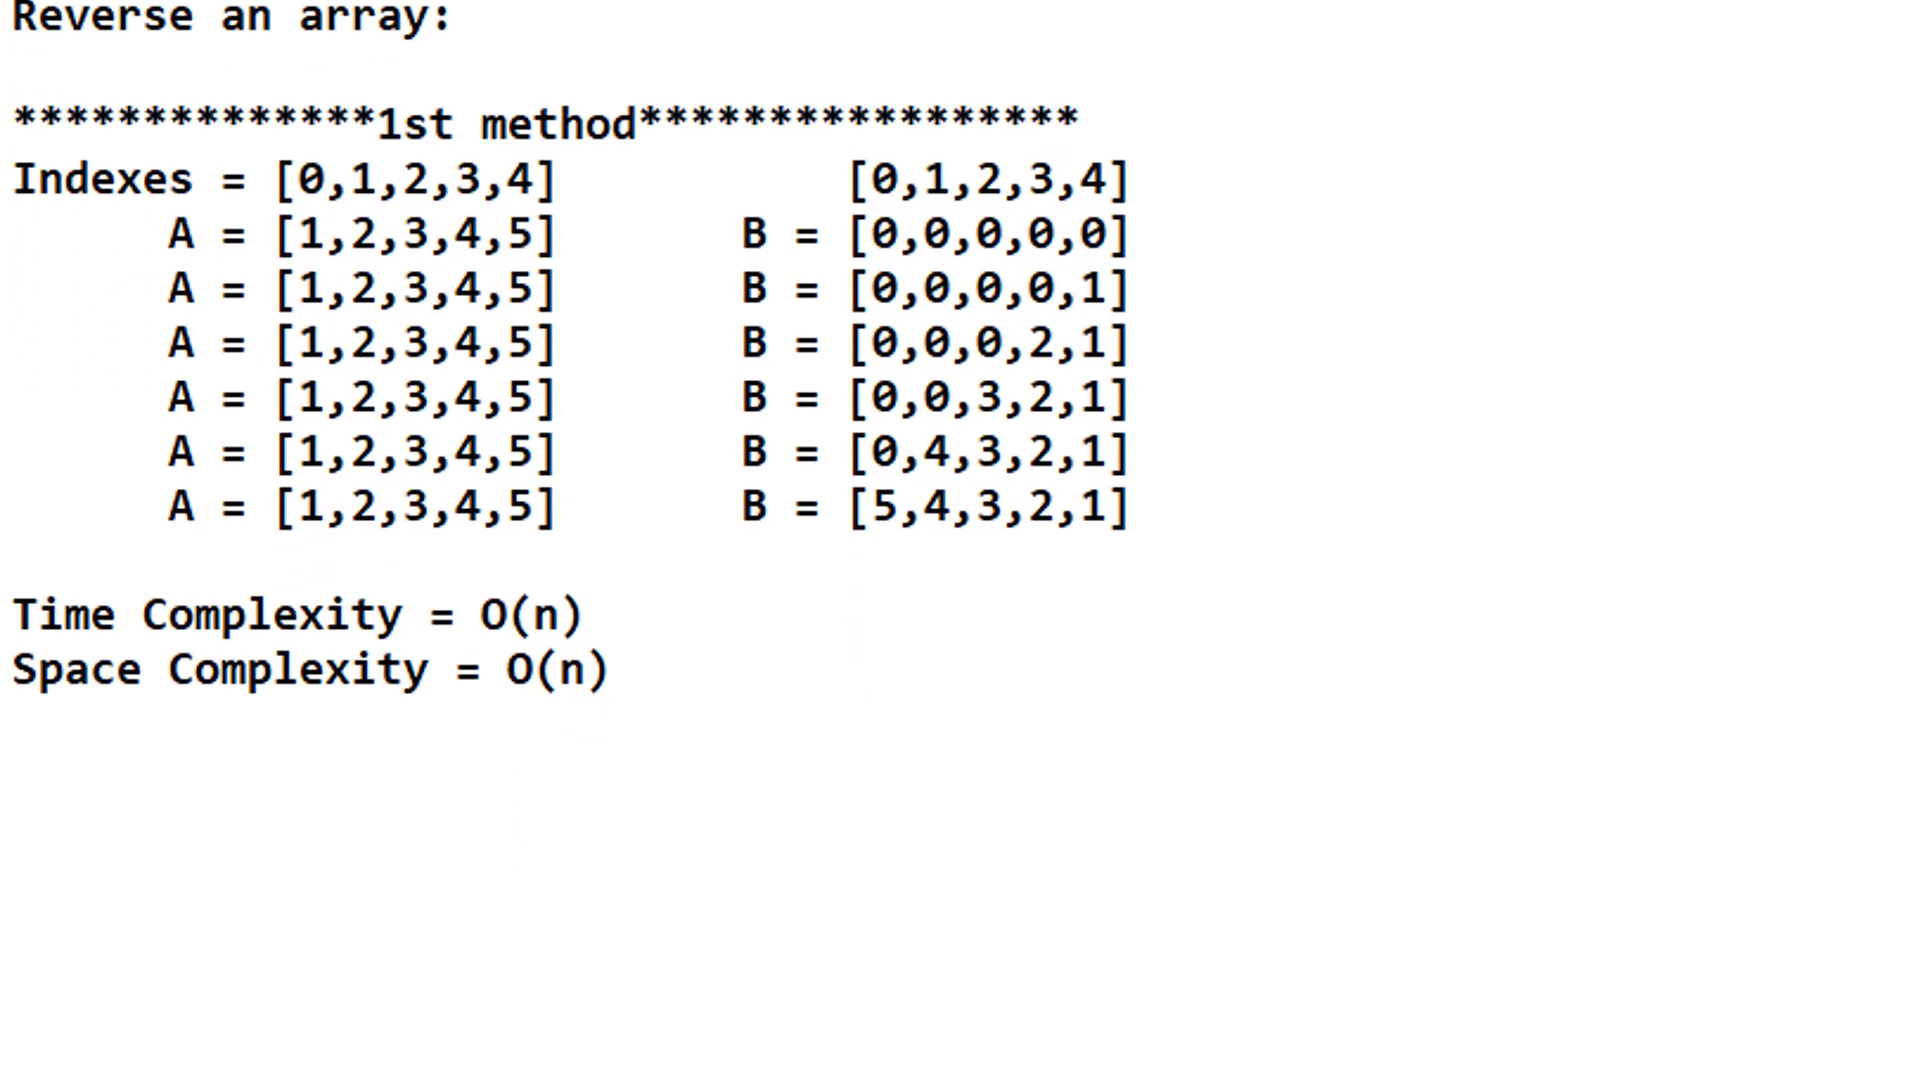 Reverse an array:
**************1st method*****************
Indexes = [0,1,2,3,4] [0,1,2,3,4]
A = [1,2,3,4,5] B = [0,0,0,0,0]
A = [1,2,3,4,5] B = [0,0,0,0,1]
A = [1,2,3,4,5] B = [0,0,0,2,1]
A = [1,2,3,4,5] B = [0,0,3,2,1]
A = [1,2,3,4,5] B = [0,4,3,2,1]
A = [1,2,3,4,5] B = [5,4,3,2,1]
Time Complexity = O(n)
Space Complexity = O(n)